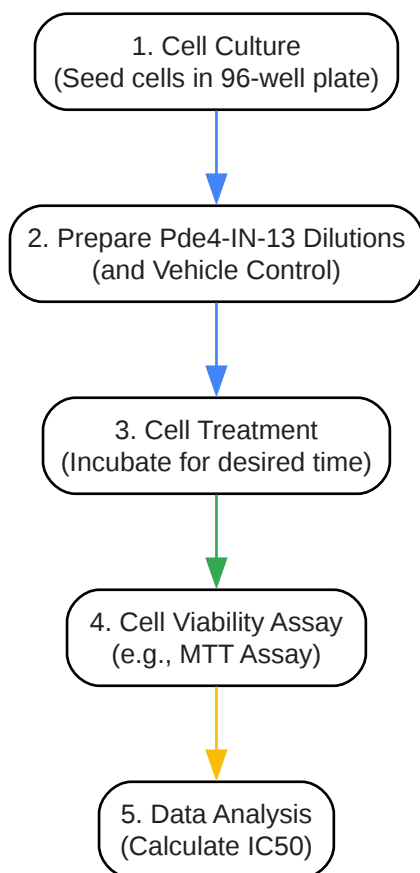 1. Cell Culture
(Seed cells in 96-well plate)
2. Prepare Pde4-IN-13 Dilutions
(and Vehicle Control)
3. Cell Treatment
(Incubate for desired time)
4. Cell Viability Assay
(e.g., MTT Assay)
5. Data Analysis
(Calculate IC50)